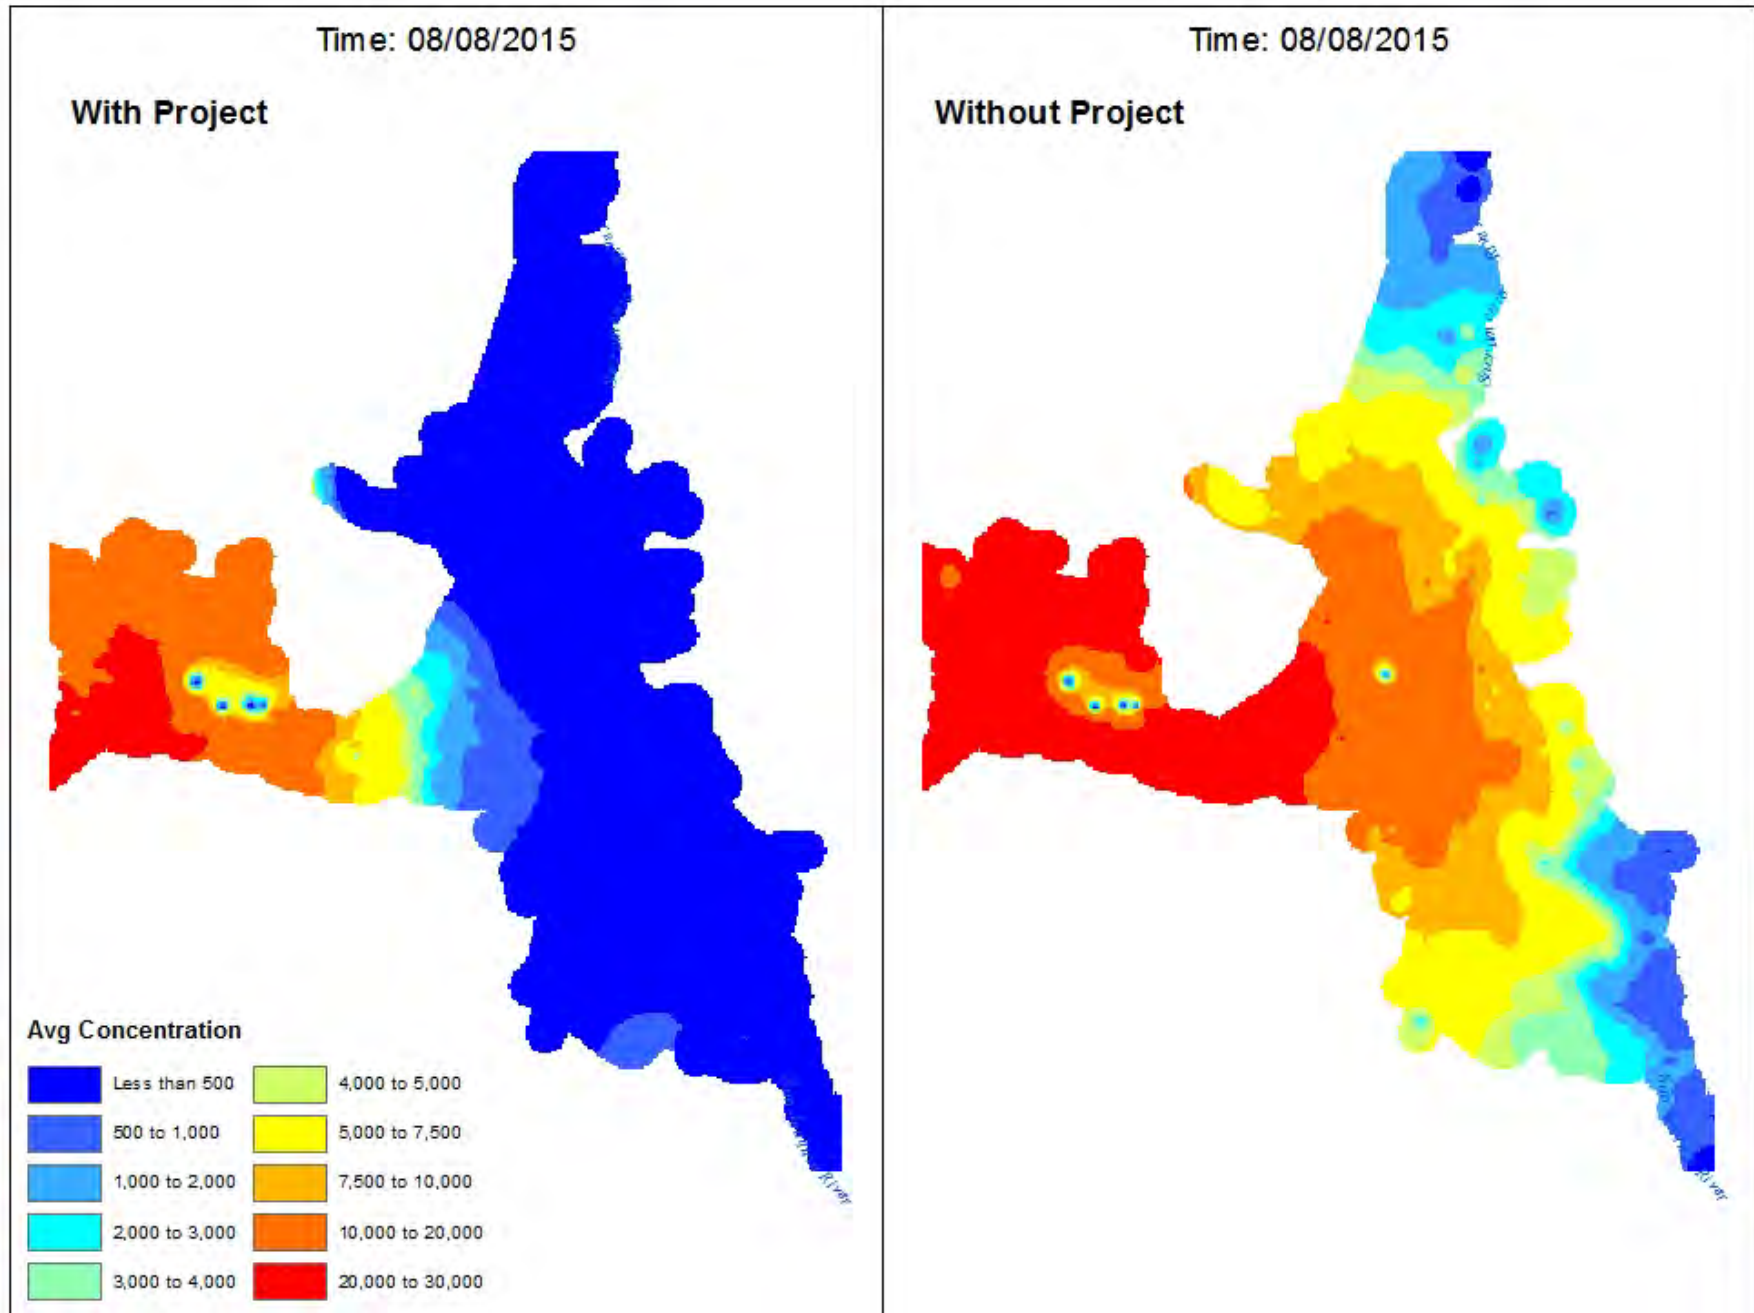 Time: 08/08/2015
With Project
Time: 08/08/2015
Without Project
Avg Concentration
Less than 500
500 to 1,000
1,000 to 2,000
2,000 to 3,000
3,000 to 4,000
4,000 to 5,000
5,000 to 7,500
7,500 to 10,000
10,000 to 20,000
20,000 to 30,000
River
River